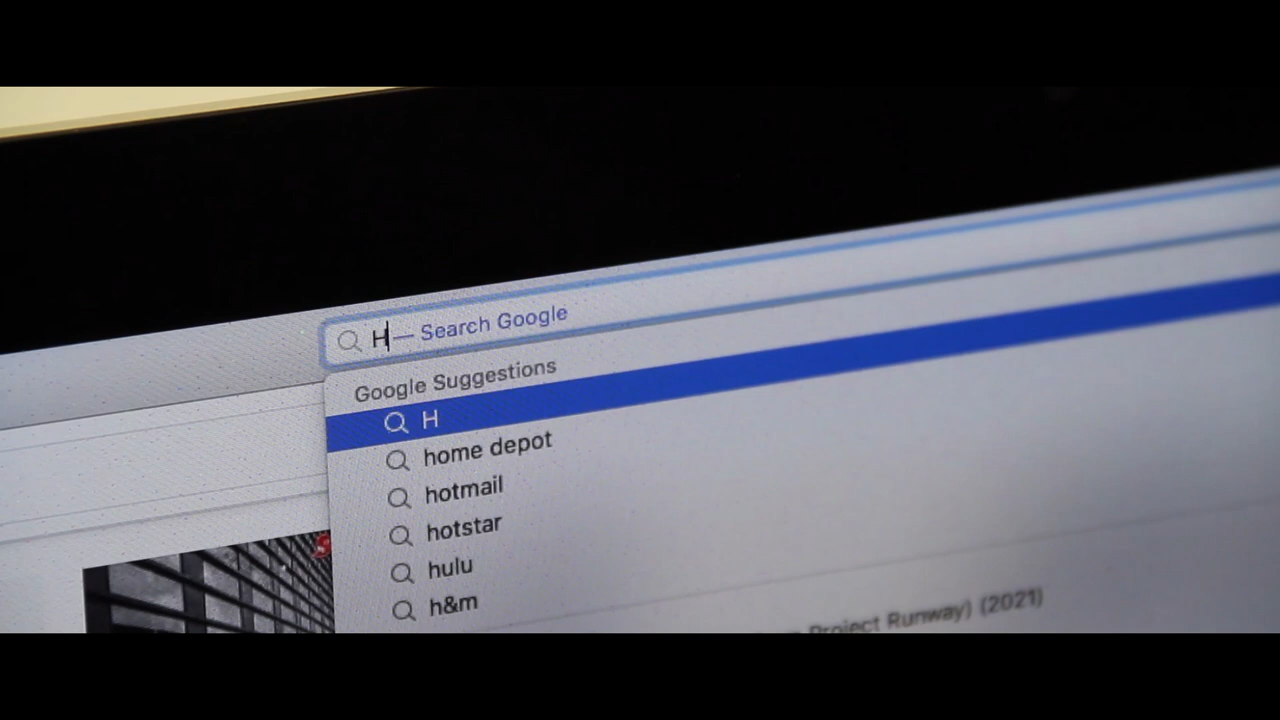 H — Search Google
Google Suggestions
H
home depot
hotmail
hotstar
hulu
h&m
Project Runway) (2021)